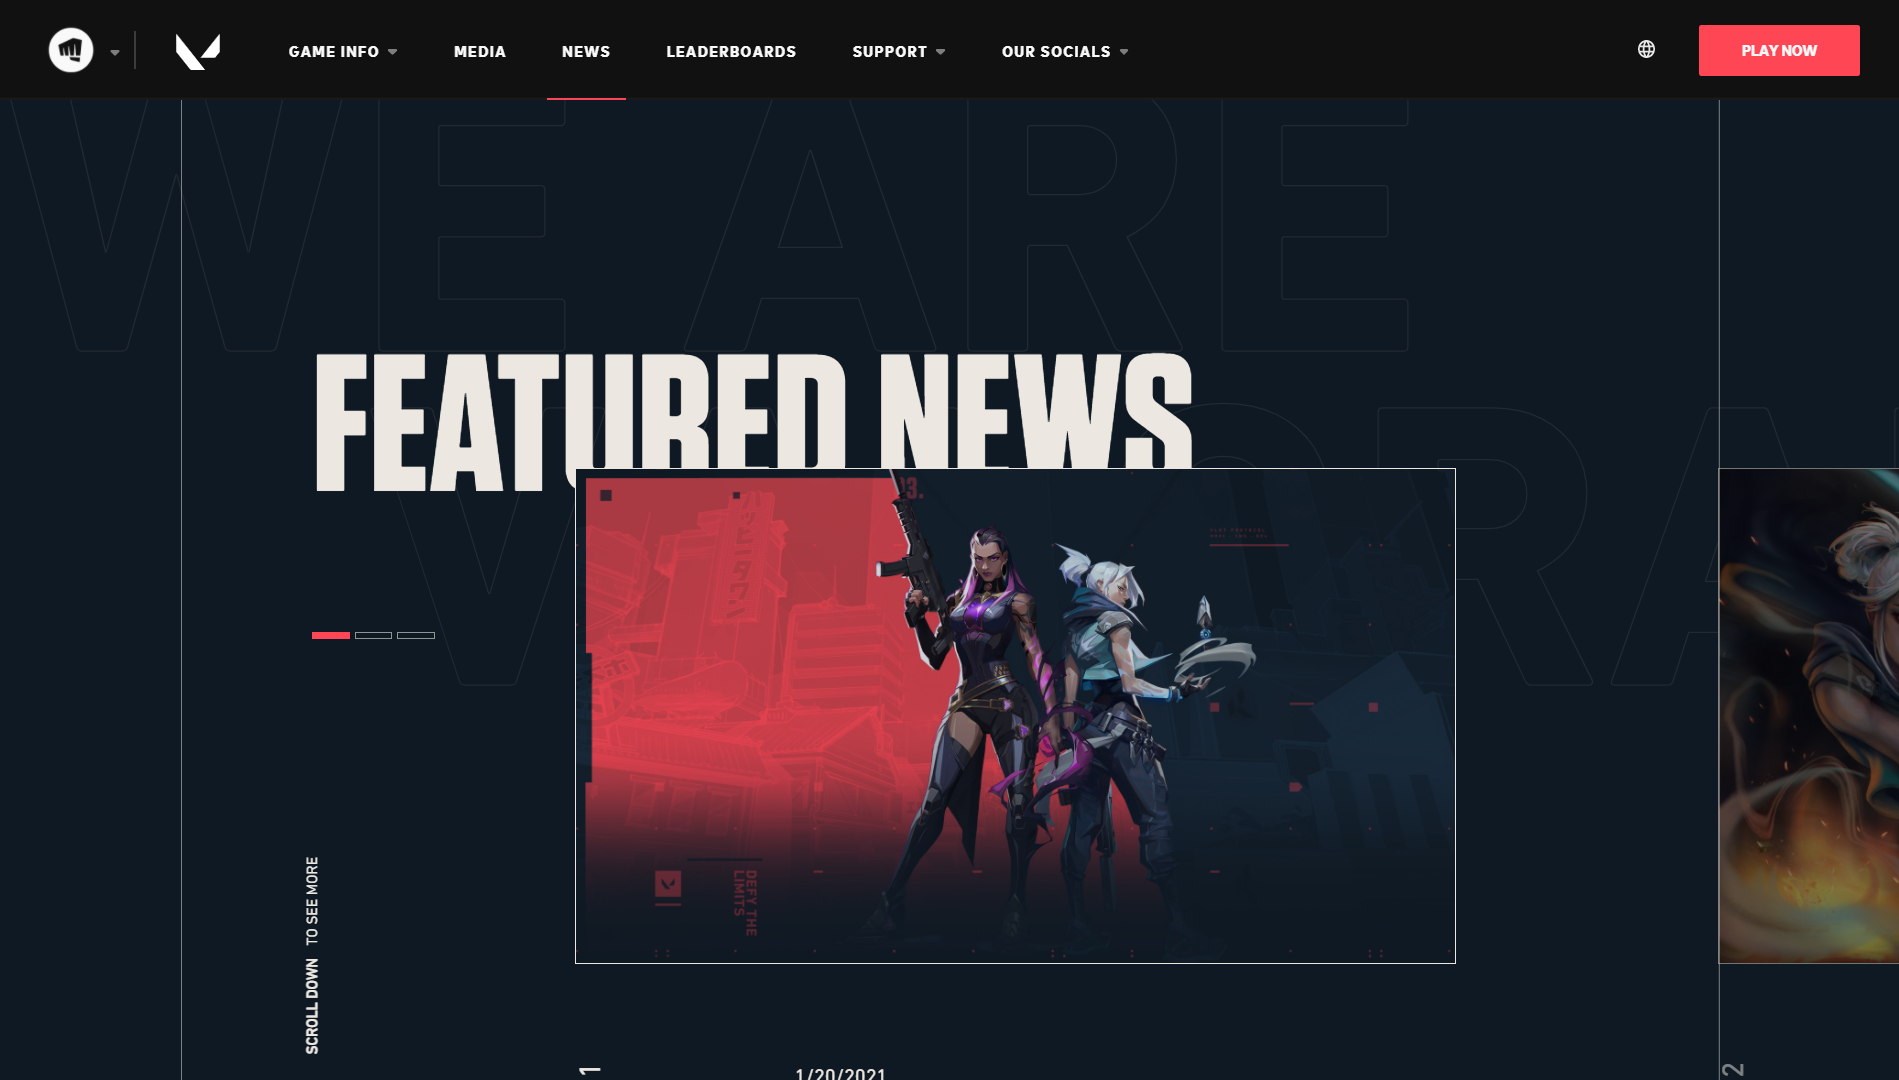 GAME INFO
MEDIA
NEWS
LEADERBOARDS
SUPPORT
OUR SOCIALS
PLAY NOW
WE ARE
FEATURED NEWS
DEFY THE
LIMITS
SCROLL DOWN TO SEE MORE
1
1/20/2021
2